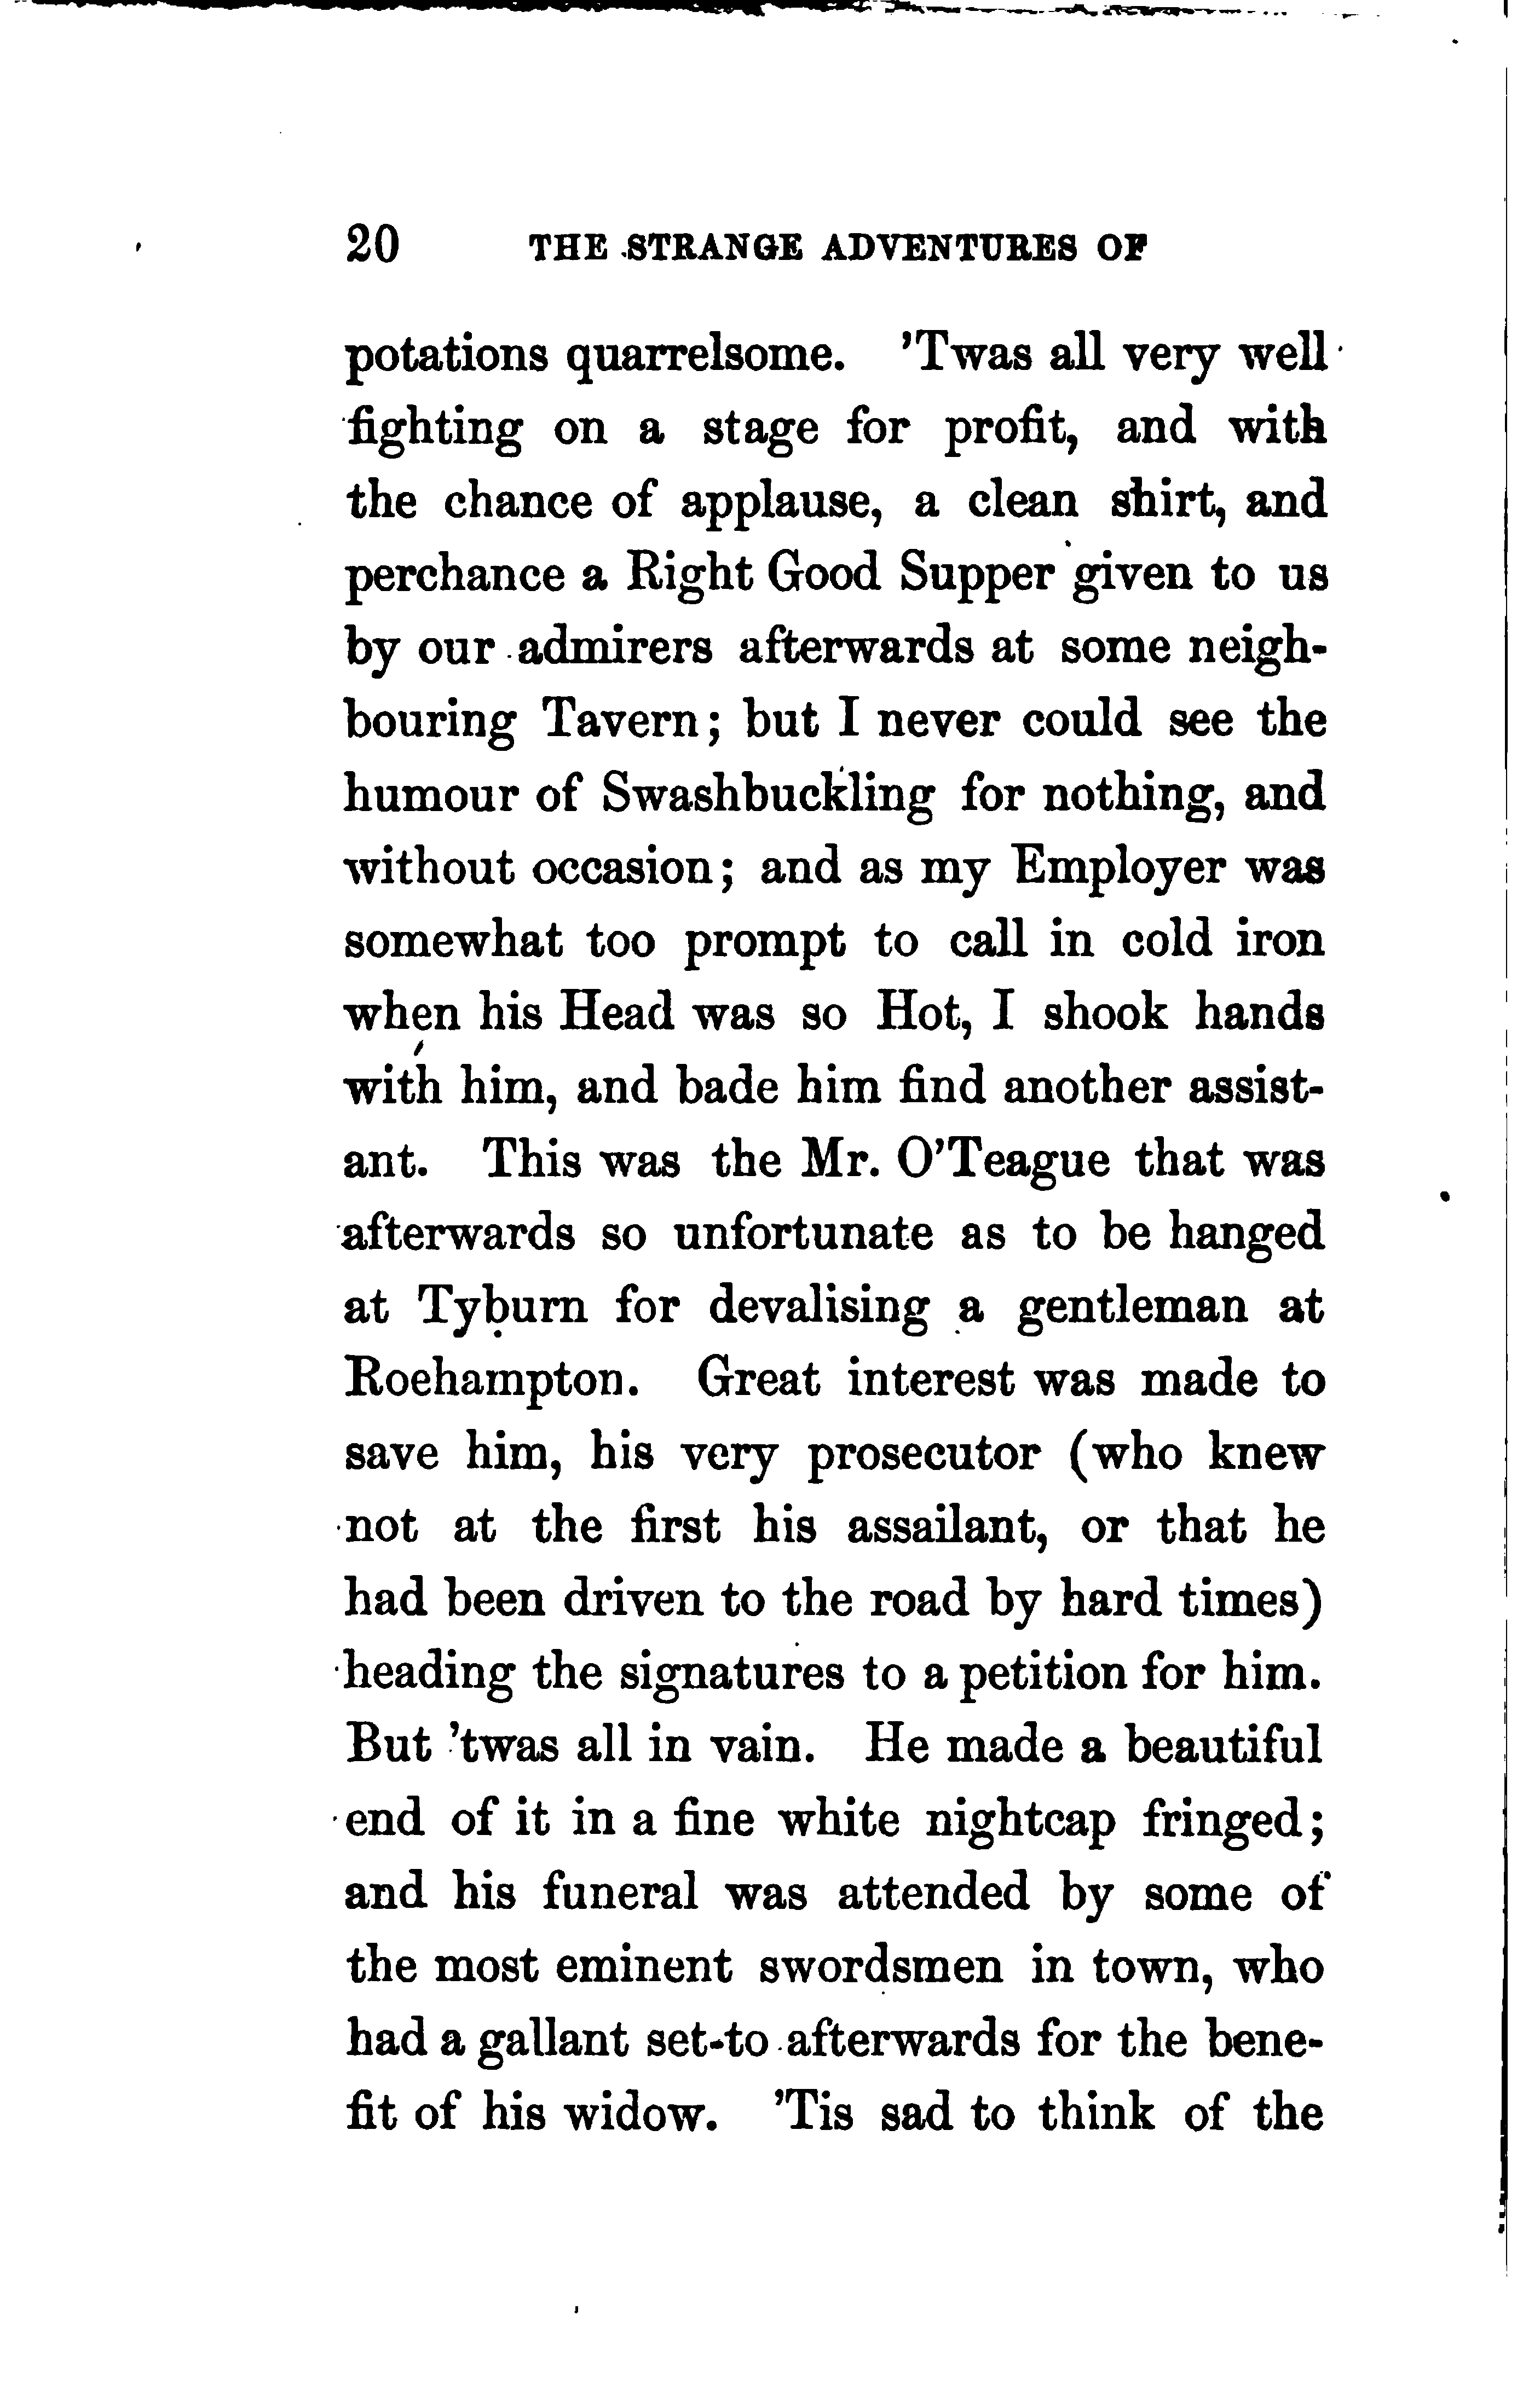 20 THE STRANGE ADVENTURES OF
potations quarrelsome. 'Twas all very well
fighting on a stage for profit, and with
the chance of applause, a clean shirt, and
perchance a Right Good Supper given to us
by our admirers afterwards at some neigh-
bouring Tavern; but I never could see the
humour of Swashbuckling for nothing, and
without occasion; and as my Employer was
somewhat too prompt to call in cold iron
when his Head was so Hot, I shook hands
with him, and bade him find another assist-
ant. This was the Mr. O'Teague that was
afterwards so unfortunate as to be hanged
at Tyburn for devalising a gentleman at
Roehampton. Great interest was made to
save him, his very prosecutor (who knew
not at the first his assailant, or that he
had been driven to the road by hard times)
heading the signatures to a petition for him.
But 'twas all in vain. He made a beautiful
end of it in a fine white nightcap fringed;
and his funeral was attended by some of
the most eminent swordsmen in town, who
had a gallant set-to afterwards for the bene-
fit of his widow. 'Tis sad to think of the